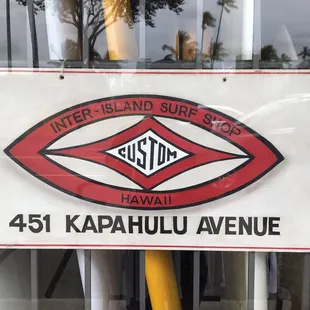 INTER-ISLAND SURF SHOP
CUSTOM
HAWAII
451 KAPAHULU AVENUE